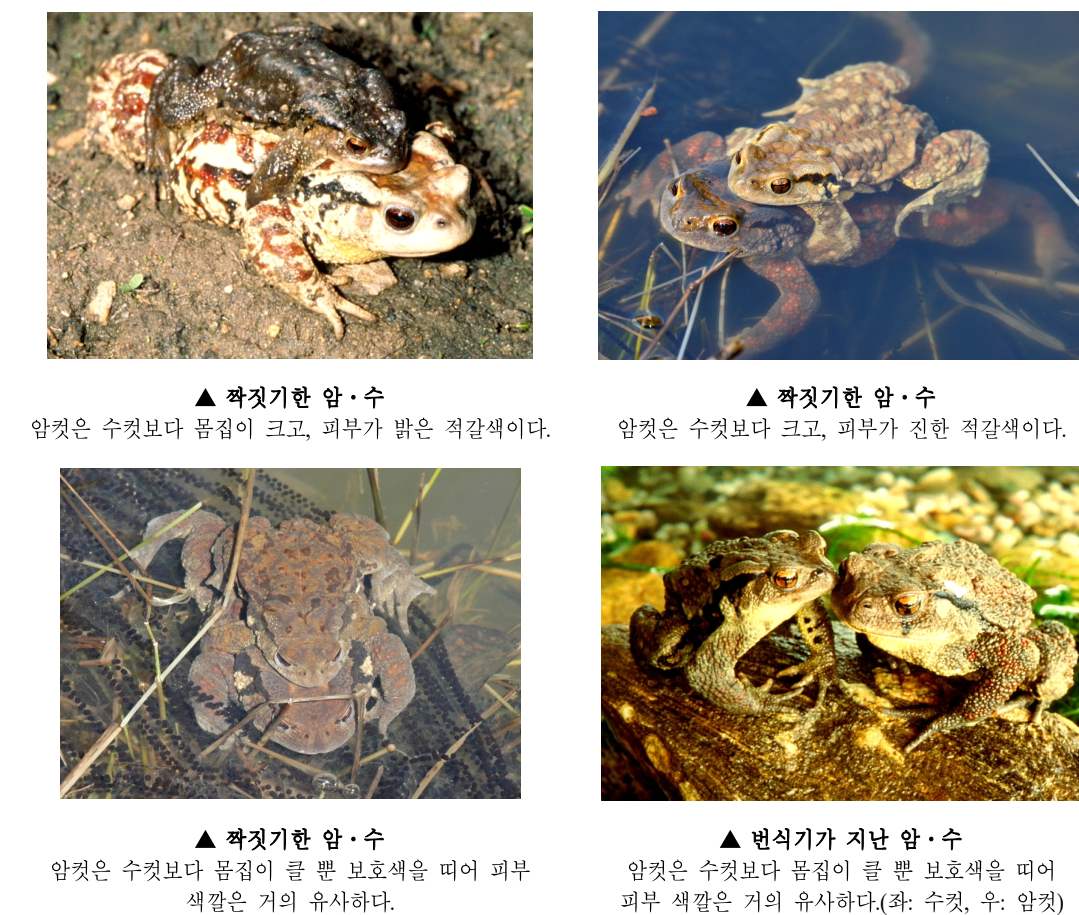 ▲ 짝짓기한 암·수
암컷은 수컷보다 몸집이 크고, 피부가 밝은 적갈색이다.
▲ 짝짓기한 암·수
암컷은 수컷보다 크고, 피부가 진한 적갈색이다.
▲ 짝짓기한 암·수
암컷은 수컷보다 몸집이 클 뿐 보호색을 띠어 피부
색깔은 거의 유사하다.
▲ 번식기가 지난 암·수
암컷은 수컷보다 몸집이 클 뿐 보호색을 띠어
피부 색깔은 거의 유사하다.(좌: 수컷, 우: 암컷)